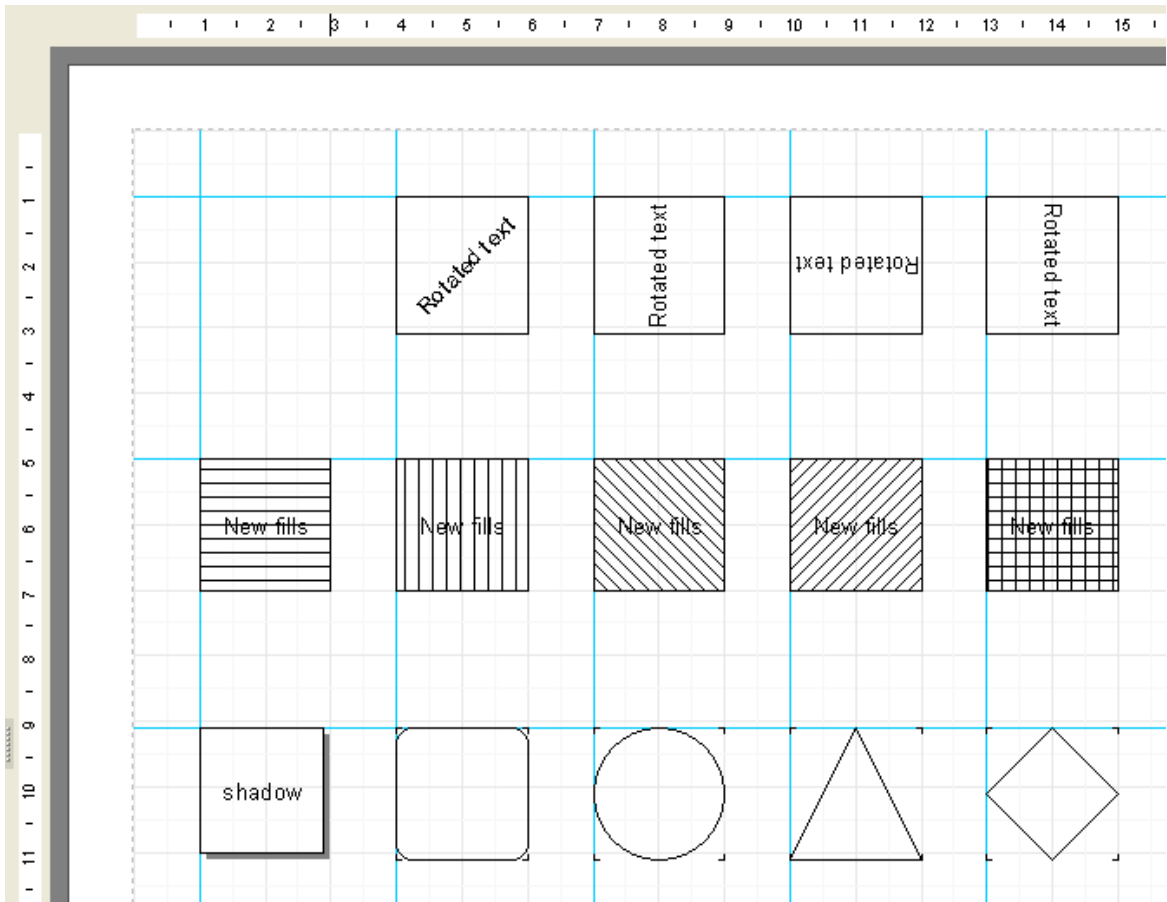 1 2 3 4 5 6 7 8 9 10 11 12 13 14 15
1
2
3
4
5
6
7
8
9
10
11
Rotated text
Rotated text
Rotated text
Rotated text
New fills
New fills
New fills
New fills
New fills
shadow